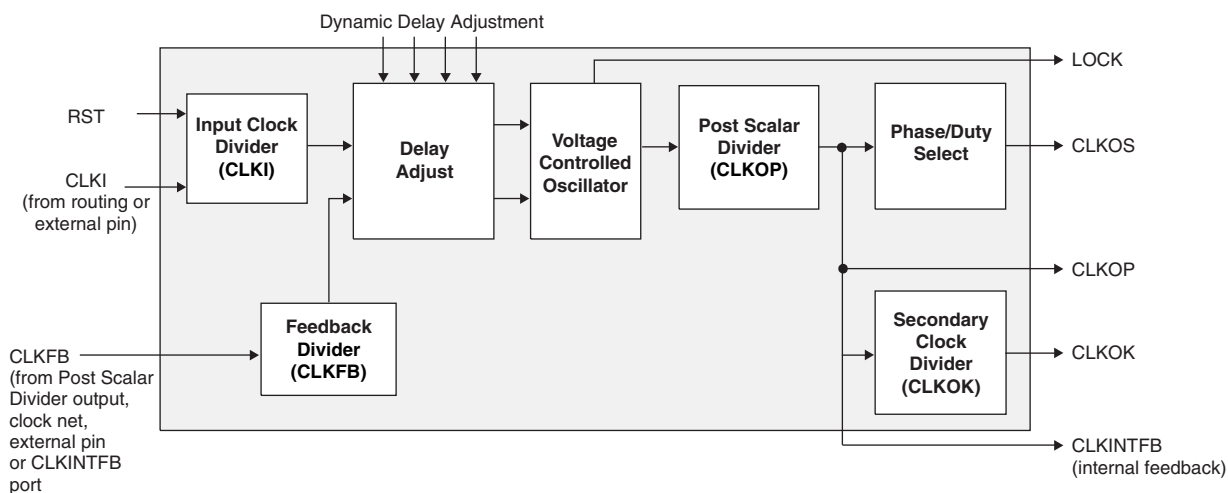 Dynamic Delay Adjustment
LOCK
RST
Input Clock
Divider
(CLKI)
Delay
Adjust
Voltage
Controlled
Oscillator
Post Scalar
Divider
(CLKOP)
Phase/Duty
Select
CLKOS
CLKI
(from routing or
external pin)
CLKOP
Feedback
Divider
(CLKFB)
Secondary
Clock
Divider
(CLKOK)
CLKOK
CLKFB
(from Post Scalar
Divider output,
clock net,
external pin
or CLKINTFB
port
CLKINTFB
(internal feedback)